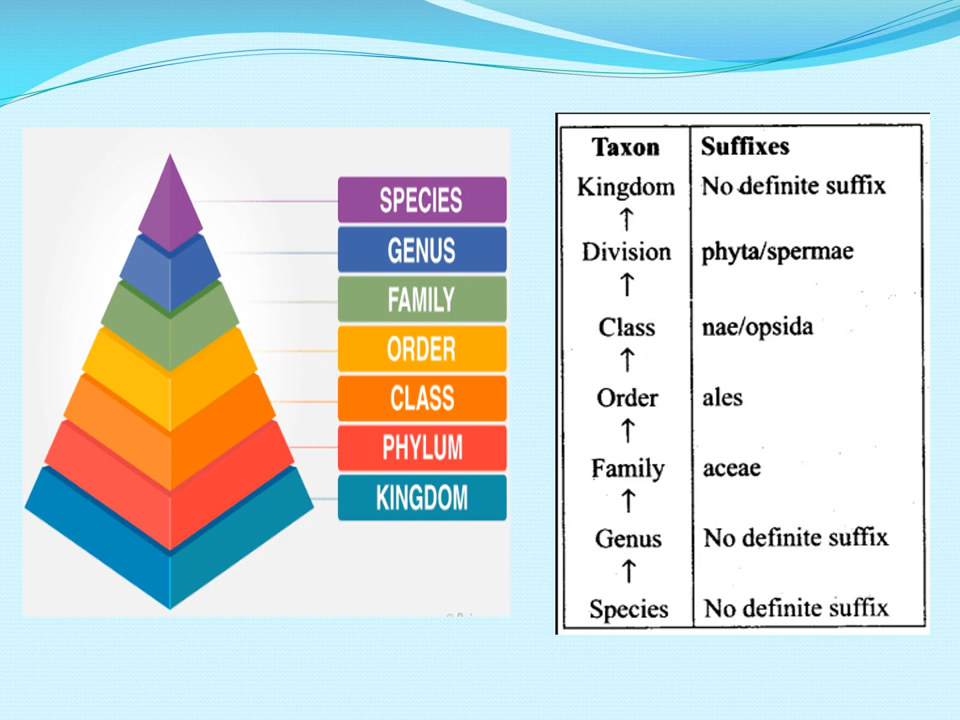 SPECIES
GENUS
FAMILY
ORDER
CLASS
PHYLUM
KINGDOM
Taxon Suffixes
Kingdom No definite suffix
↑
Division phyta/spermae
↑
Class nae/opsida
↑
Order ales
↑
Family aceae
↑
Genus No definite suffix
↑
Species No definite suffix